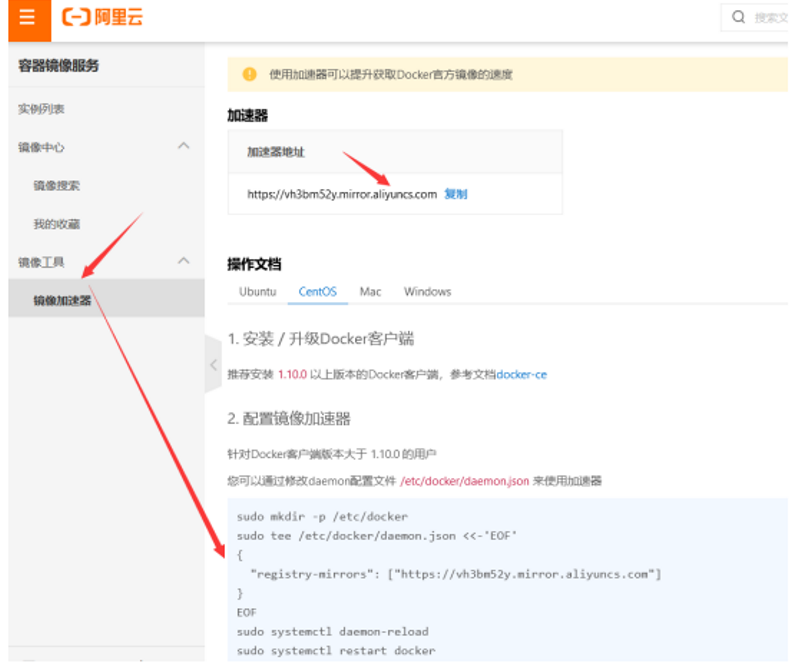 阿里云
搜索文
容器镜像服务
实例列表
镜像中心
镜像搜索
我的收藏
镜像工具
镜像加速器
使用加速器可以提升获取Docker官方镜像的速度
加速器
加速器地址
https://vh3bm52y.mirror.aliyuncs.com 复制
操作文档
Ubuntu CentOS Mac Windows
1. 安装 / 升级Docker客户端
推荐安装 1.10.0 以上版本的Docker客户端，参考文档docker-ce
2. 配置镜像加速器
针对Docker客户端版本大于 1.10.0 的用户
您可以通过修改daemon配置文件 /etc/docker/daemon.json 来使用加速器
sudo mkdir -p /etc/docker
sudo tee /etc/docker/daemon.json <<-'EOF'
{
"registry-mirrors": ["https://vh3bm52y.mirror.aliyuncs.com"]
}
EOF
sudo systemctl daemon-reload
sudo systemctl restart docker